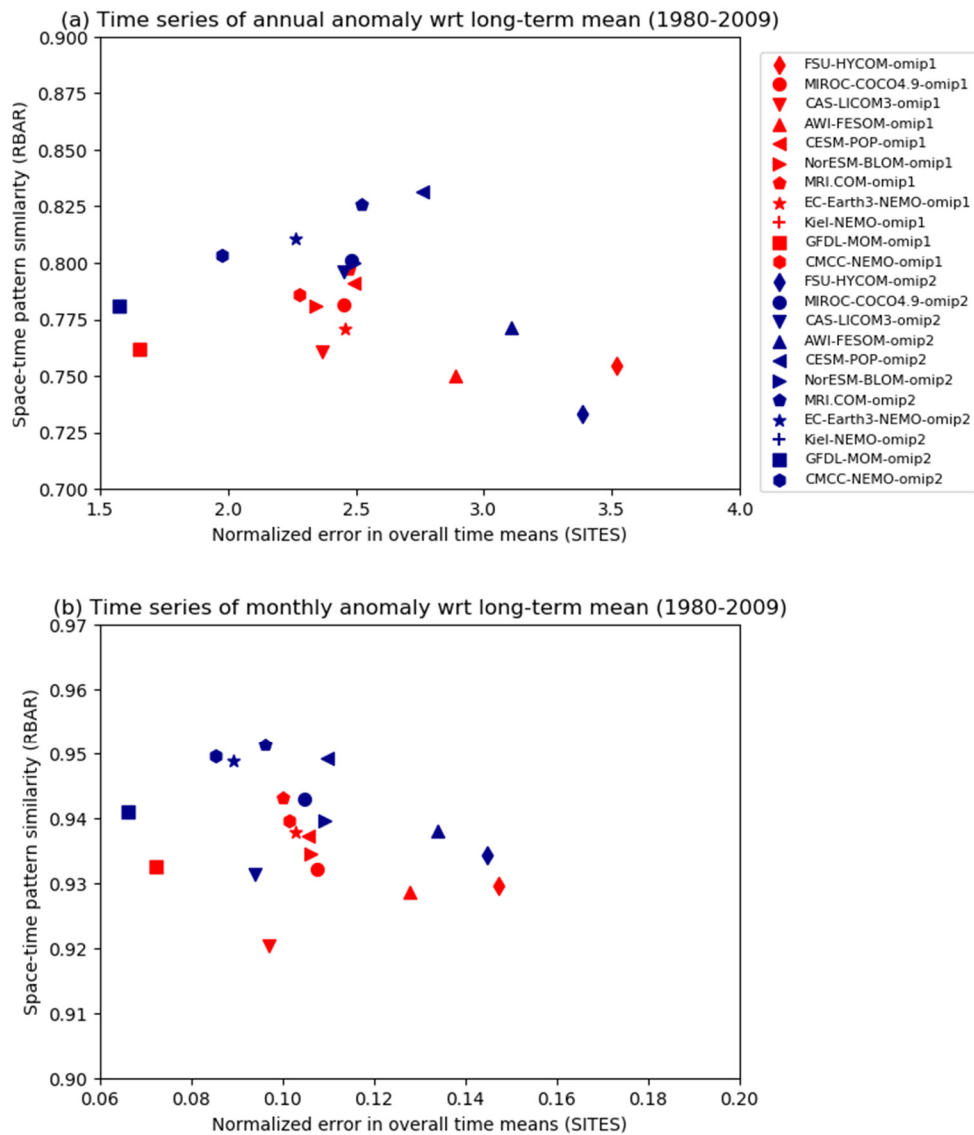 (a) Time series of annual anomaly wrt long-term mean (1980-2009)
0.900
0.875
0.850
0.825
0.800
0.775
0.750
0.725
0.700
Space-time pattern similarity (RBAR)
1.5 2.0 2.5 3.0 3.5 4.0
Normalized error in overall time means (SITES)
FSU-HYCOM-omip1
MIROC-COCO4.9-omip1
CAS-LICOM3-omip1
AWI-FESOM-omip1
CESM-POP-omip1
NorESM-BLOM-omip1
MRI.COM-omip1
EC-Earth3-NEMO-omip1
Kiel-NEMO-omip1
GFDL-MOM-omip1
CMCC-NEMO-omip1
FSU-HYCOM-omip2
MIROC-COCO4.9-omip2
CAS-LICOM3-omip2
AWI-FESOM-omip2
CESM-POP-omip2
NorESM-BLOM-omip2
MRI.COM-omip2
EC-Earth3-NEMO-omip2
Kiel-NEMO-omip2
GFDL-MOM-omip2
CMCC-NEMO-omip2
(b) Time series of monthly anomaly wrt long-term mean (1980-2009)
0.97
0.96
0.95
0.94
0.93
0.92
0.91
0.90
Space-time pattern similarity (RBAR)
0.06 0.08 0.10 0.12 0.14 0.16 0.18 0.20
Normalized error in overall time means (SITES)